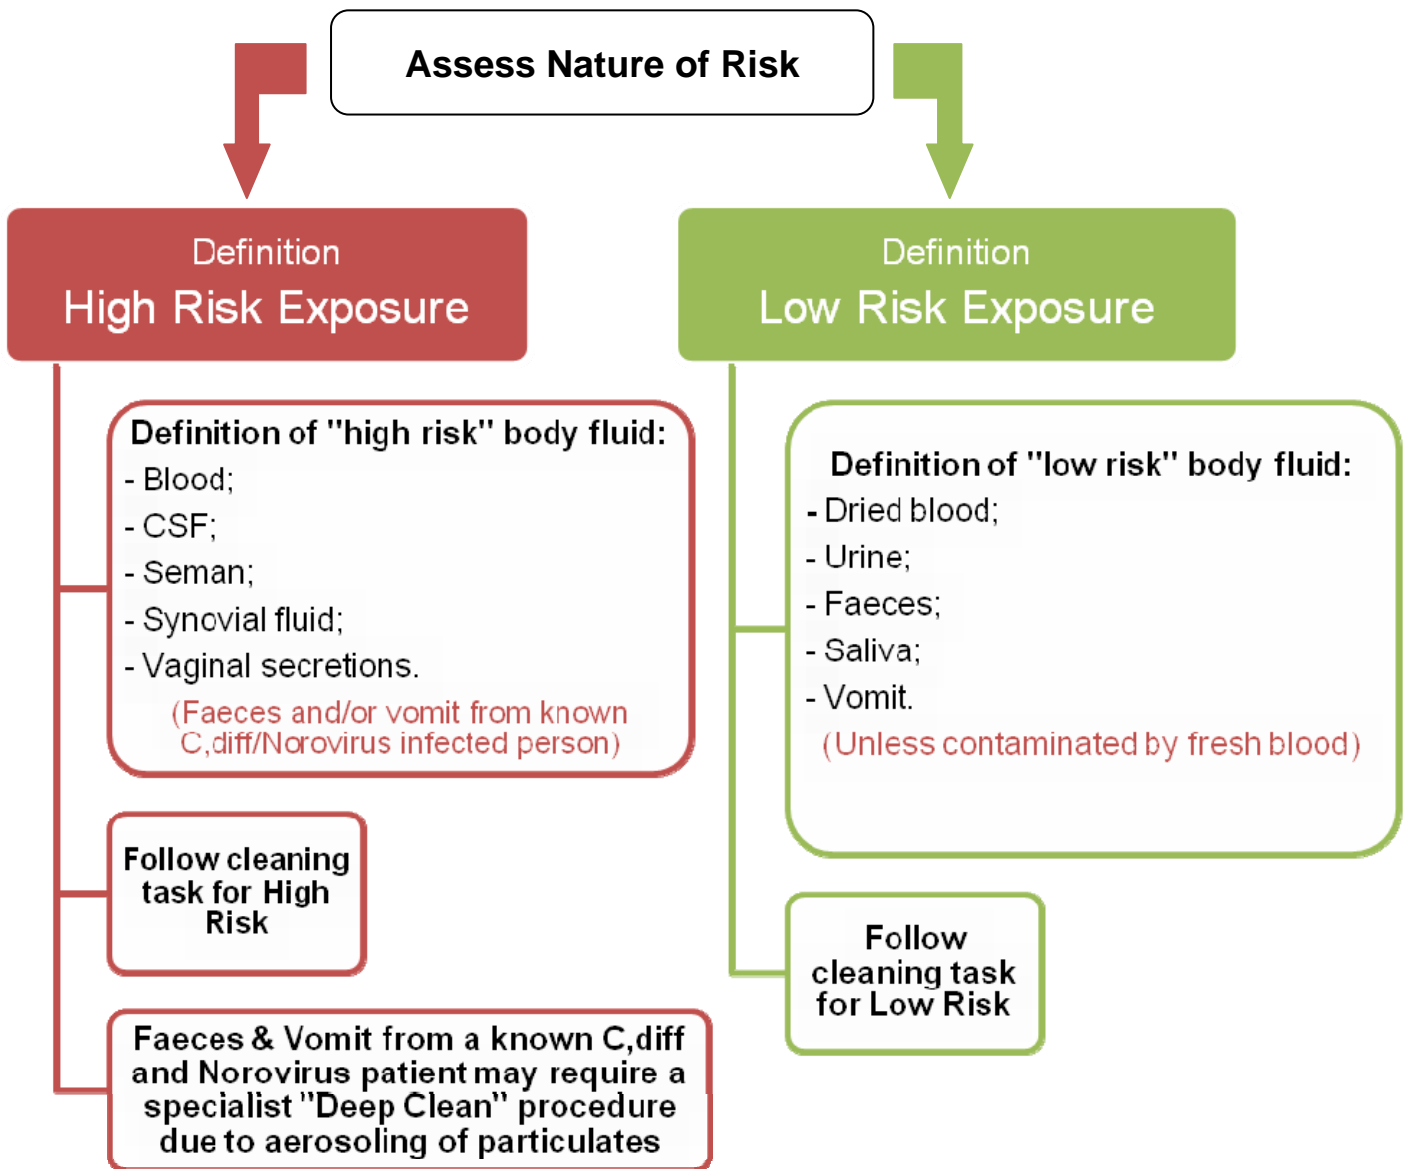 Assess Nature of Risk
Definition
High Risk Exposure
Definition of "high risk" body fluid:
- Blood;
- CSF;
- Seman;
- Synovial fluid;
- Vaginal secretions.
(Faeces and/or vomit from known
C,diff/Norovirus infected person)
Follow cleaning
task for High
Risk
Faeces & Vomit from a known C,diff
and Norovirus patient may require a
specialist "Deep Clean" procedure
due to aerosoling of particulates
Definition
Low Risk Exposure
Definition of "low risk" body fluid:
- Dried blood;
- Urine;
- Faeces;
- Saliva;
- Vomit.
(Unless contaminated by fresh blood)
Follow
cleaning task
for Low Risk